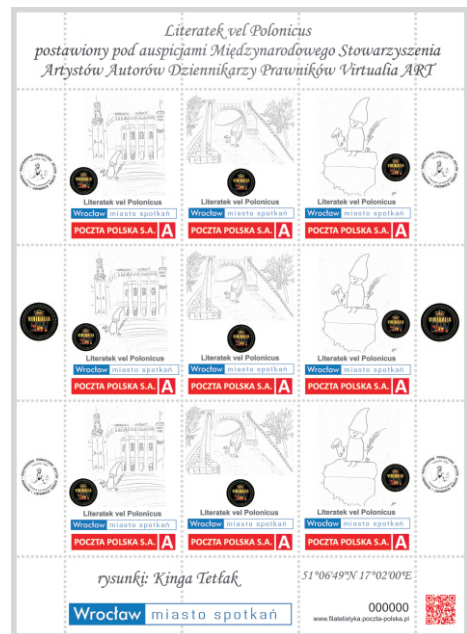 Literatek vel Polonicus
postawiony pod auspicjami Międzynarodowego Stowarzyszenia
Artystów Autorów Dziennikarzy Prawników Virtualia ART
Literatek vel Polonicus Literatek vel Polonicus Literatek vel Polonicus
Wrocław miasto spotkań Wrocław miasto spotkań Wrocław miasto spotkań
POCZTA POLSKA S.A. A POCZTA POLSKA S.A. A POCZTA POLSKA S.A. A
VIRTUALIA VIRTUALIA
Literatek vel Polonicus Literatek vel Polonicus Literatek vel Polonicus
Wrocław miasto spotkań Wrocław miasto spotkań Wrocław miasto spotkań
POCZTA POLSKA S.A. A POCZTA POLSKA S.A. A POCZTA POLSKA S.A. A
Literatek vel Polonicus Literatek vel Polonicus Literatek vel Polonicus
Wrocław miasto spotkań Wrocław miasto spotkań Wrocław miasto spotkań
POCZTA POLSKA S.A. A POCZTA POLSKA S.A. A POCZTA POLSKA S.A. A
rysunki: Kinga Tetłak
51°06'49"N 17°02'00"E
Wrocław miasto spotkań
000000
www.filatelistyka.poczta-polska.pl